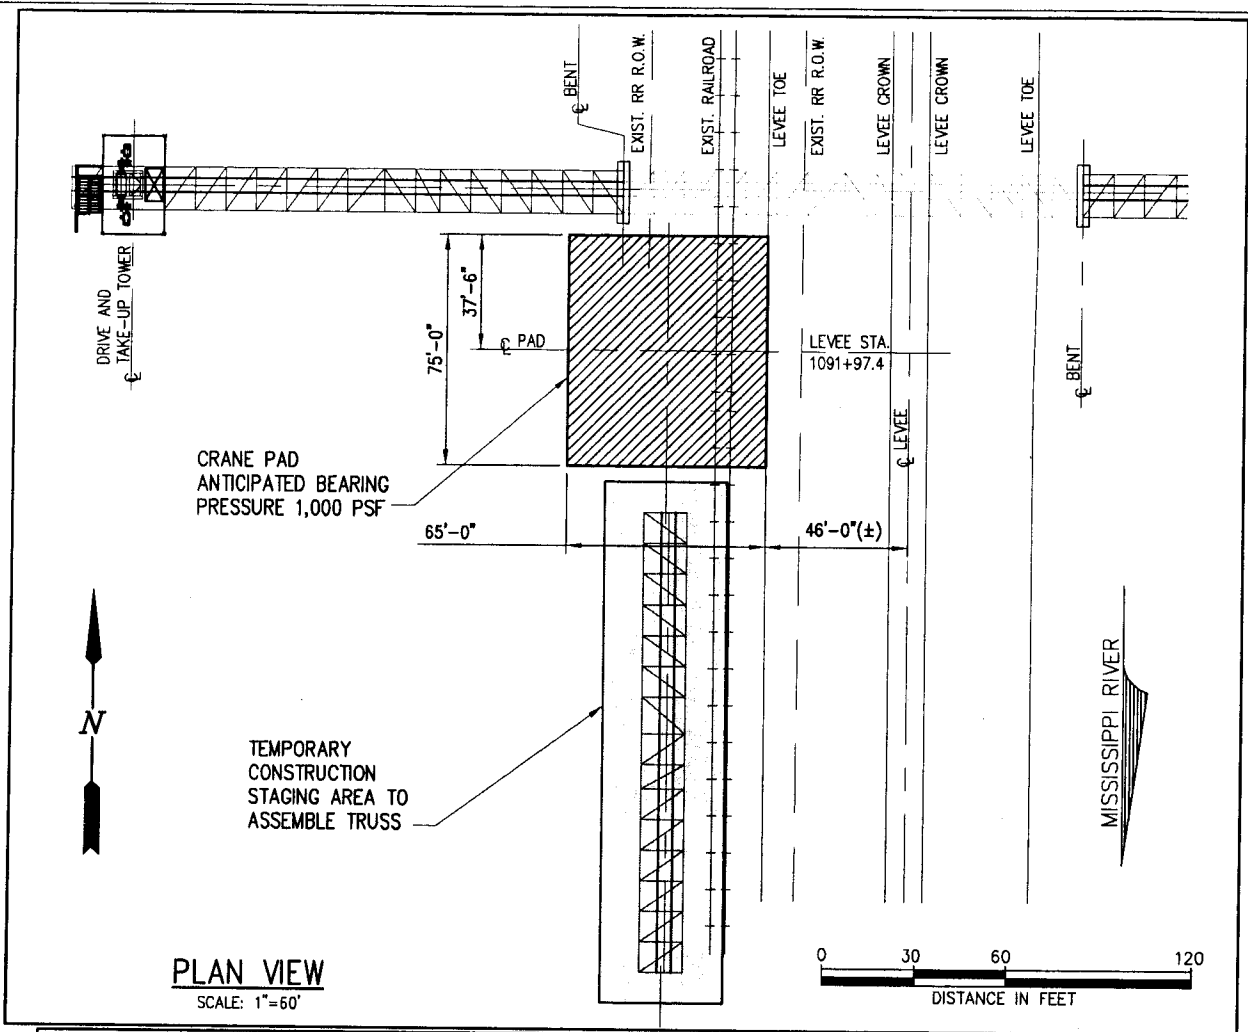 ℄ BENT
EXIST. RR R.O.W.
EXIST. RAILROAD
LEVEE TOE
EXIST. RR R.O.W.
LEVEE CROWN
LEVEE CROWN
LEVEE TOE
DRIVE AND
TAKE-UP TOWER
℄
75'-0"
37'-6"
℄ PAD
LEVEE STA.
1091+97.4
℄ BENT
℄ LEVEE
CRANE PAD
ANTICIPATED BEARING
PRESSURE 1,000 PSF
65'-0"
46'-0"(±)
N
TEMPORARY
CONSTRUCTION
STAGING AREA TO
ASSEMBLE TRUSS
MISSISSIPPI RIVER
PLAN VIEW
SCALE: 1"=60'
0 30 60 120
DISTANCE IN FEET